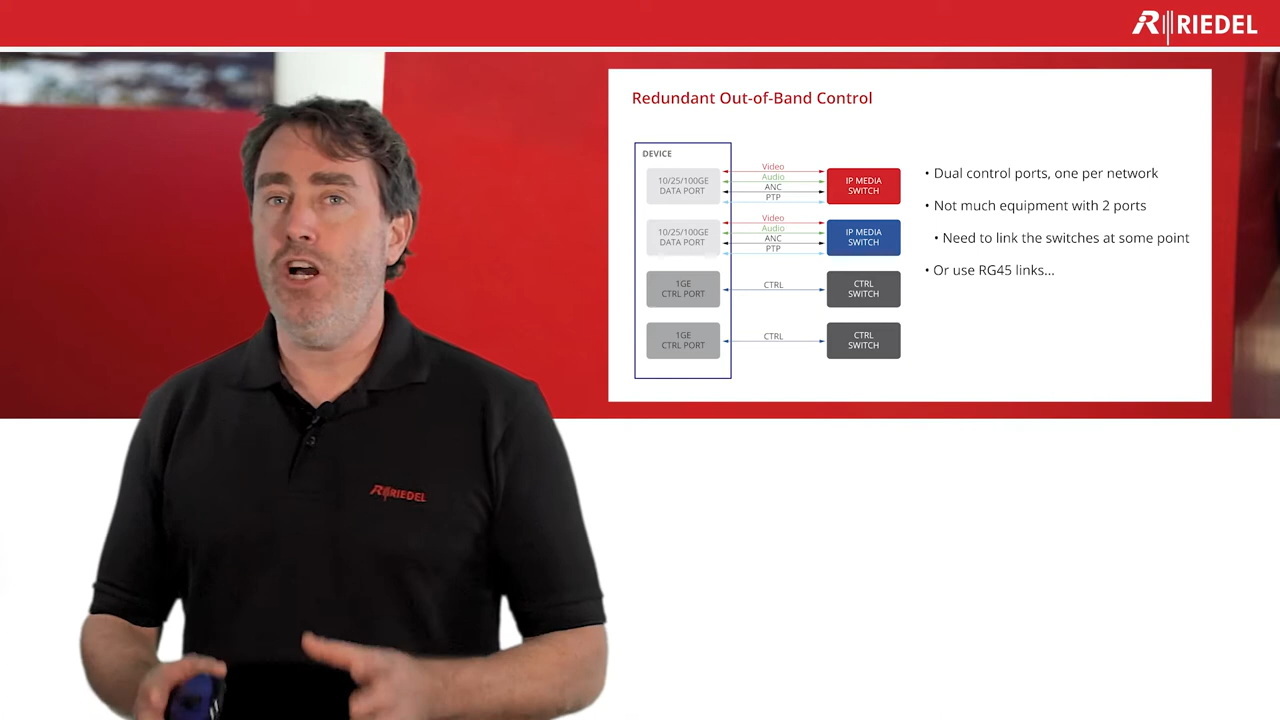 RIEDEL
Redundant Out-of-Band Control
DEVICE
10/25/100GE
DATA PORT
Video
Audio
ANC
PTP
IP MEDIA
SWITCH
10/25/100GE
DATA PORT
Video
Audio
ANC
PTP
IP MEDIA
SWITCH
1GE
CTRL PORT
CTRL
CTRL
SWITCH
1GE
CTRL PORT
CTRL
CTRL
SWITCH
• Dual control ports, one per network
• Not much equipment with 2 ports
• Need to link the switches at some point
• Or use RG45 links...
RIEDEL